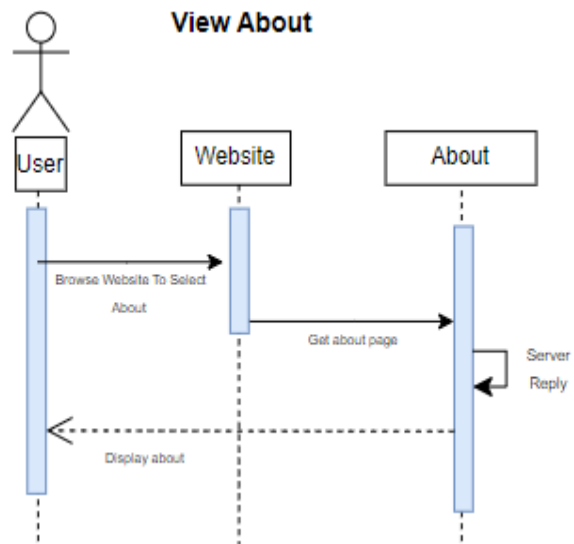 View About
User
Website
About
Browse Website To Select
About
Get about page
Server
Reply
Display about